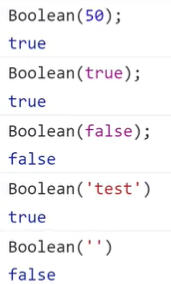 Boolean(50);
true
Boolean(true);
true
Boolean(false);
false
Boolean('test')
true
Boolean('')
false